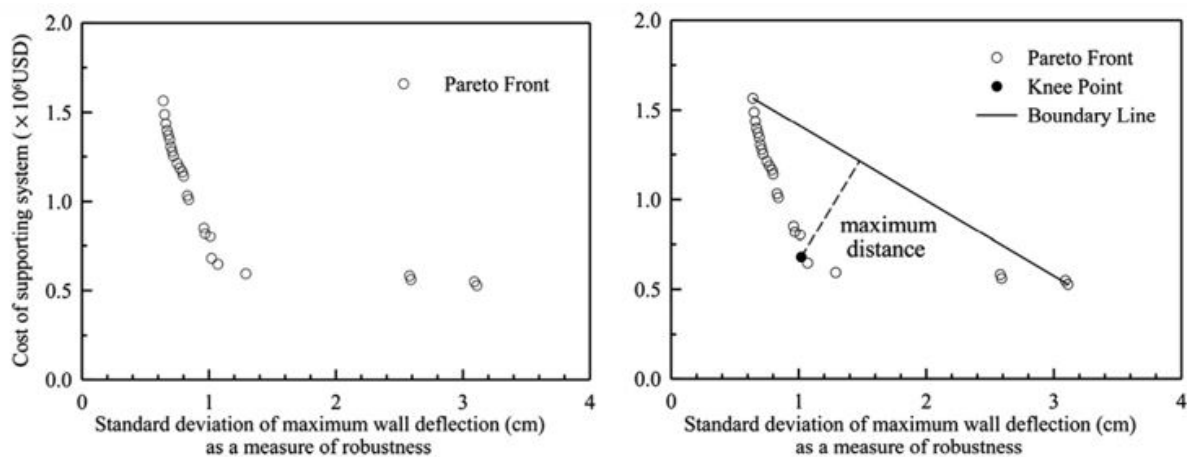 2.0
1.5
1.0
0.5
0.0
Cost of supporting system ( × 10⁶USD)
Pareto Front
0 1 2 3 4
Standard deviation of maximum wall deflection (cm)
as a measure of robustness
2.0
1.5
1.0
0.5
0.0
Pareto Front
Knee Point
Boundary Line
maximum
distance
0 1 2 3 4
Standard deviation of maximum wall deflection (cm)
as a measure of robustness